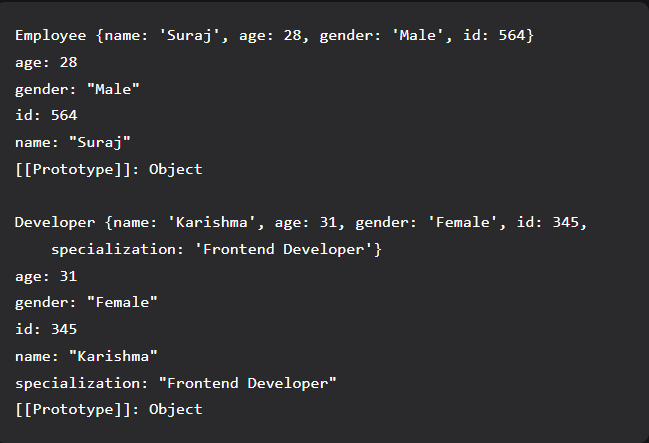 Employee {name: 'Suraj', age: 28, gender: 'Male', id: 564}
age: 28
gender: "Male"
id: 564
name: "Suraj"
[[Prototype]]: Object

Developer {name: 'Karishma', age: 31, gender: 'Female', id: 345,
    specialization: 'Frontend Developer'}
age: 31
gender: "Female"
id: 345
name: "Karishma"
specialization: "Frontend Developer"
[[Prototype]]: Object